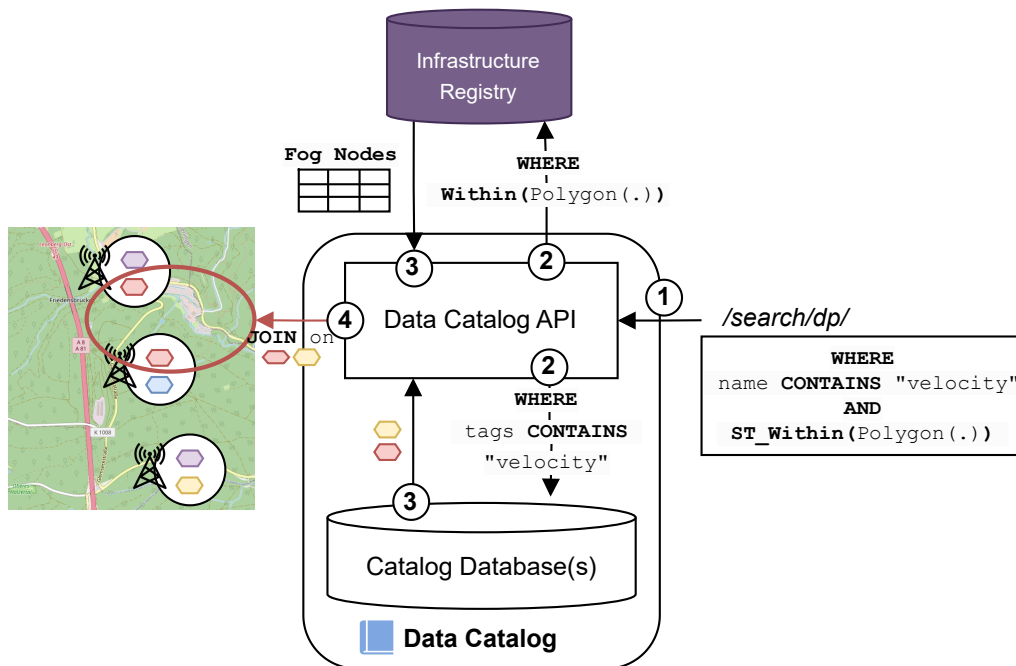 Infrastructure
Registry
Fog Nodes
WHERE
Within(Polygon(.))
3
2
1
4
Data Catalog API
/search/dp/
JOIN on
2
WHERE
tags CONTAINS
"velocity"
WHERE
name CONTAINS "velocity"
AND
ST_Within(Polygon(.))
3
Catalog Database(s)
Data Catalog
Friedensbrücke
A 8
A 81
K 1008